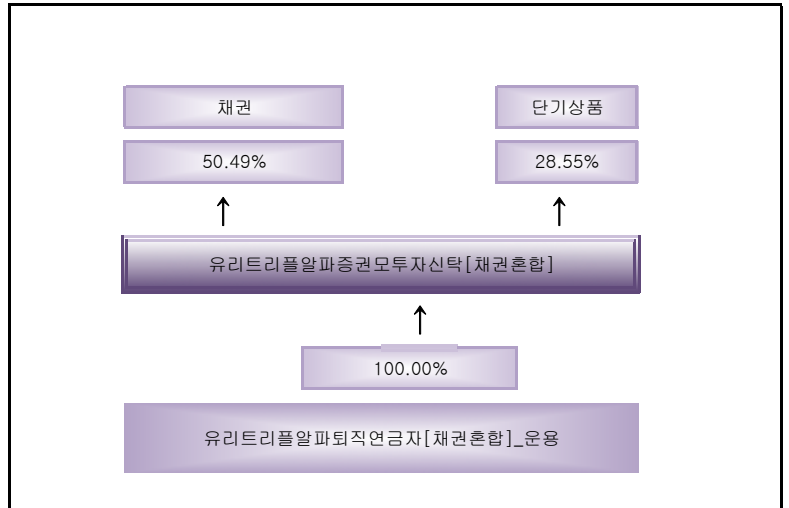 채권
단기상품
50.49%
28.55%
↑
↑
유리트리플알파증권모투자신탁[채권혼합]
↑
100.00%
유리트리플알파퇴직연금자[채권혼합]_운용